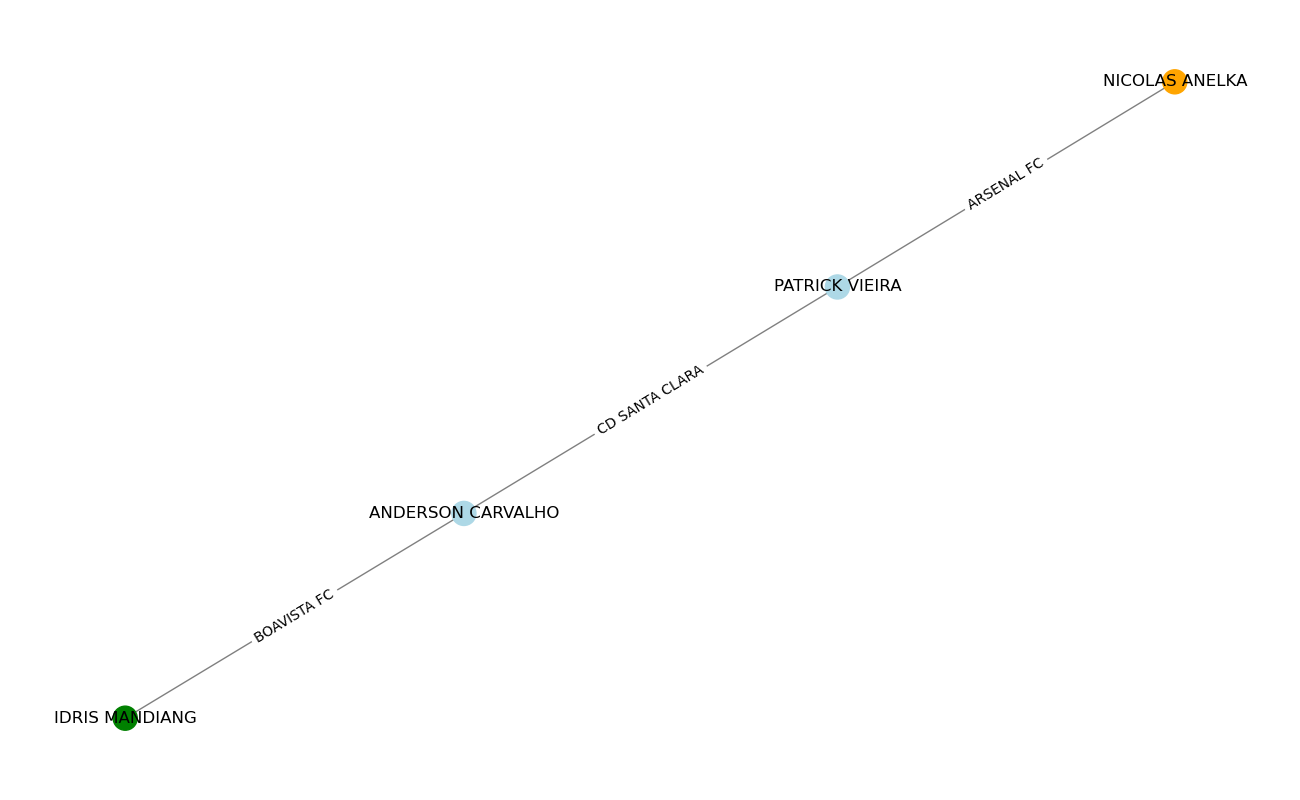 NICOLAS ANELKA
ARSENAL FC
PATRICK VIEIRA
CD SANTA CLARA
ANDERSON CARVALHO
BOAVISTA FC
IDRIS MANDIANG